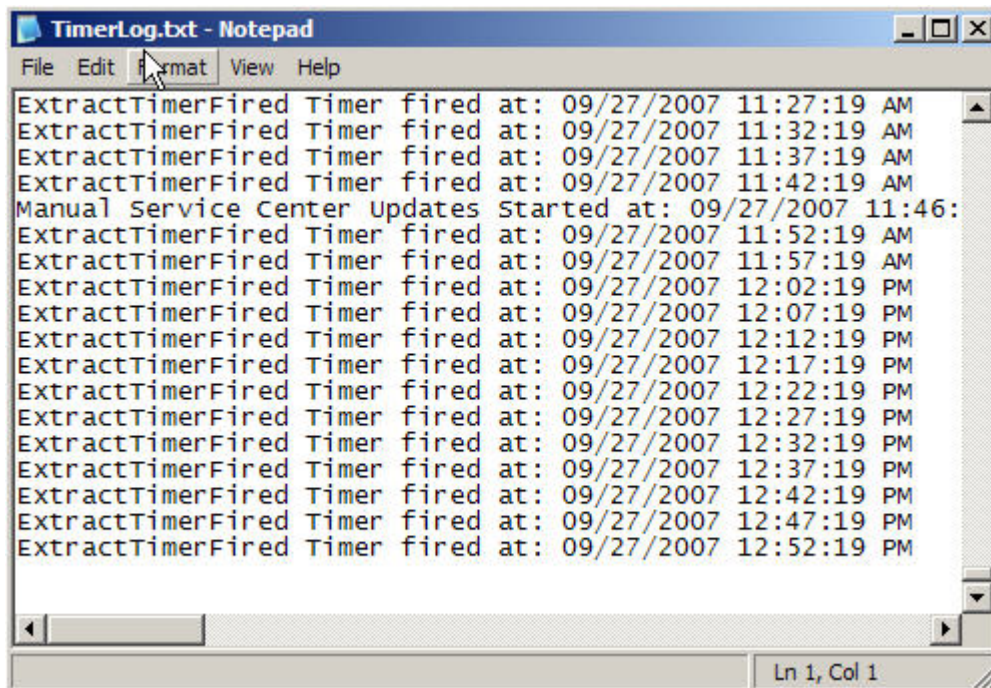 TimerLog.txt - Notepad
File Edit Format View Help
ExtractTimerFired Timer fired at: 09/27/2007 11:27:19 AM
ExtractTimerFired Timer fired at: 09/27/2007 11:32:19 AM
ExtractTimerFired Timer fired at: 09/27/2007 11:37:19 AM
ExtractTimerFired Timer fired at: 09/27/2007 11:42:19 AM
Manual Service Center Updates Started at: 09/27/2007 11:46:
ExtractTimerFired Timer fired at: 09/27/2007 11:52:19 AM
ExtractTimerFired Timer fired at: 09/27/2007 11:57:19 AM
ExtractTimerFired Timer fired at: 09/27/2007 12:02:19 PM
ExtractTimerFired Timer fired at: 09/27/2007 12:07:19 PM
ExtractTimerFired Timer fired at: 09/27/2007 12:12:19 PM
ExtractTimerFired Timer fired at: 09/27/2007 12:17:19 PM
ExtractTimerFired Timer fired at: 09/27/2007 12:22:19 PM
ExtractTimerFired Timer fired at: 09/27/2007 12:27:19 PM
ExtractTimerFired Timer fired at: 09/27/2007 12:32:19 PM
ExtractTimerFired Timer fired at: 09/27/2007 12:37:19 PM
ExtractTimerFired Timer fired at: 09/27/2007 12:42:19 PM
ExtractTimerFired Timer fired at: 09/27/2007 12:47:19 PM
ExtractTimerFired Timer fired at: 09/27/2007 12:52:19 PM
Ln 1, Col 1